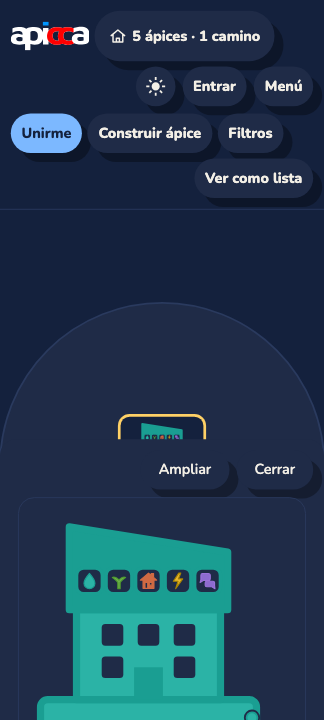 apicca
5 ápices · 1 camino
Entrar
Menú
Unirme
Construir ápice
Filtros
Ver como lista
Ampliar
Cerrar